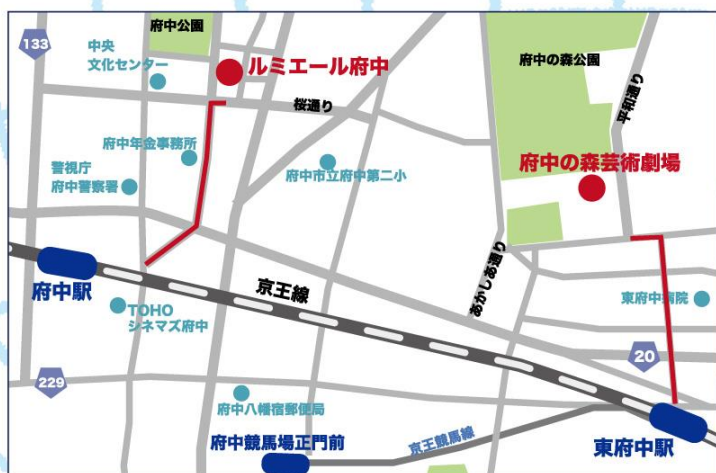 府中公園
133
中央
文化センター
ルミエール府中
府中の森公園
平和通り
桜通り
府中年金事務所
府中市立府中第二小
府中の森芸術劇場
警視庁
府中警察署
あかしあ通り
府中駅
京王線
TOHO
シネマズ府中
東府中病院
20
229
府中八幡宿郵便局
府中競馬場正門前
京王競馬線
東府中駅